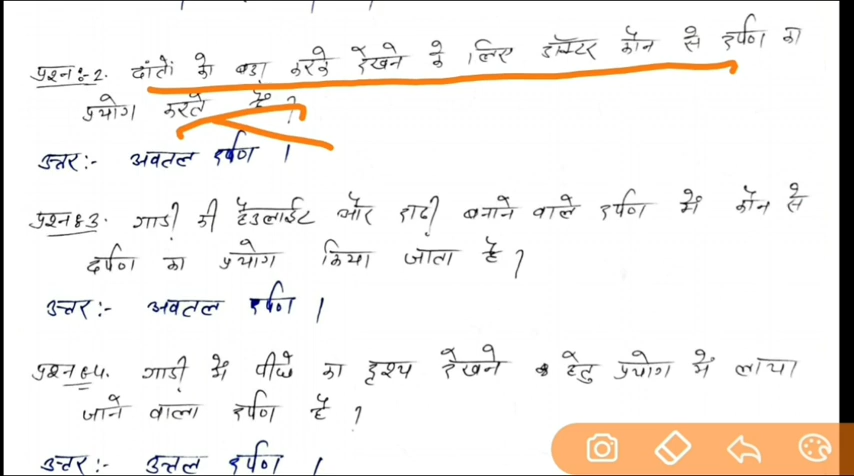 प्रश्नः-2. दांतों को बड़ा करके देखने के लिए डॉक्टर कौन से दर्पण का
प्रयोग करते हैं?
उत्तर:- अवतल दर्पण।
प्रश्नः3. गाड़ी की हैडलाईट और दाढ़ी बनाने वाले दर्पण में कौन से
दर्पण का प्रयोग किया जाता है?
उत्तर:- अवतल दर्पण।
प्रश्नः4. गाड़ी में पीछे का दृश्य देखने हेतु प्रयोग में लाया
जाने वाला दर्पण है?
उत्तर:- उत्तल दर्पण।